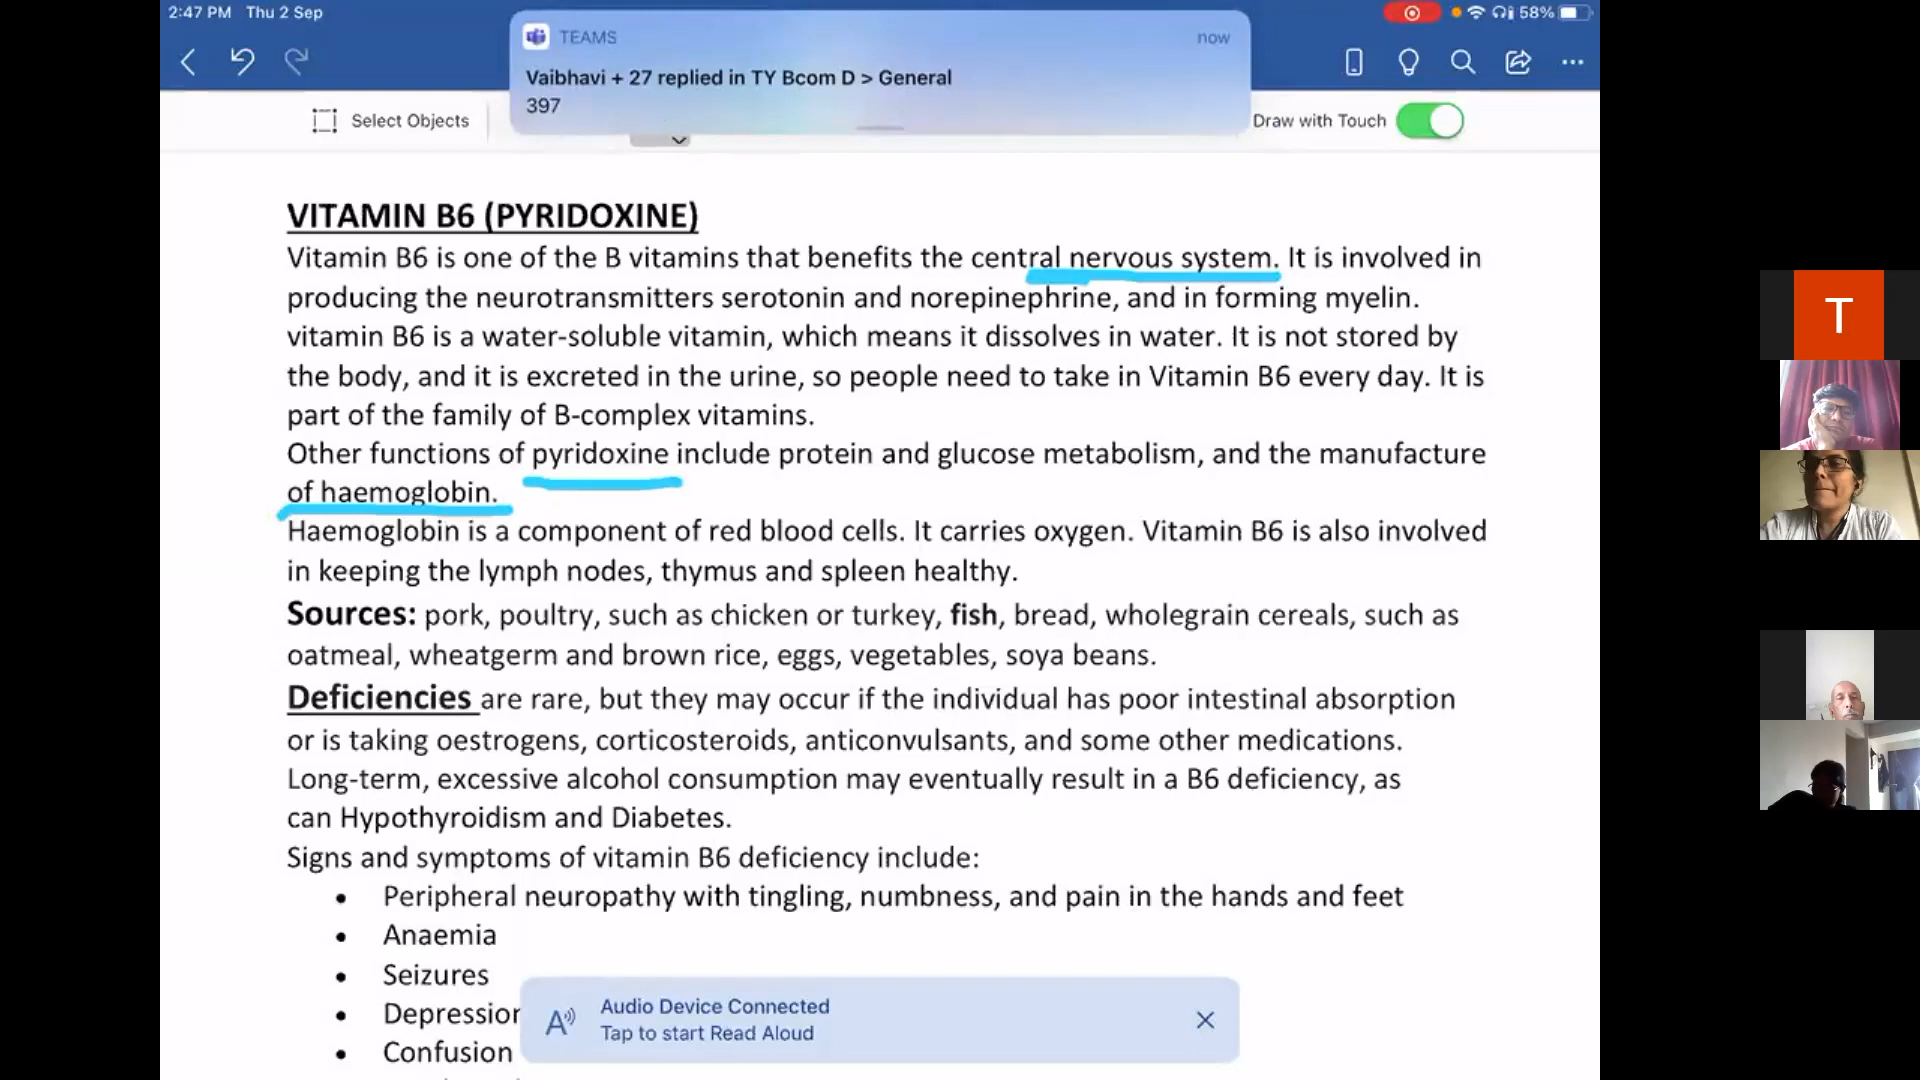 2:47 PM Thu 2 Sep
58%
TEAMS
now
Vaibhavi + 27 replied in TY Bcom D > General
397
Select Objects
Draw with Touch
VITAMIN B6 (PYRIDOXINE)
Vitamin B6 is one of the B vitamins that benefits the central nervous system. It is involved in
producing the neurotransmitters serotonin and norepinephrine, and in forming myelin.
vitamin B6 is a water-soluble vitamin, which means it dissolves in water. It is not stored by
the body, and it is excreted in the urine, so people need to take in Vitamin B6 every day. It is
part of the family of B-complex vitamins.
Other functions of pyridoxine include protein and glucose metabolism, and the manufacture
of haemoglobin.
Haemoglobin is a component of red blood cells. It carries oxygen. Vitamin B6 is also involved
in keeping the lymph nodes, thymus and spleen healthy.
Sources: pork, poultry, such as chicken or turkey, fish, bread, wholegrain cereals, such as
oatmeal, wheatgerm and brown rice, eggs, vegetables, soya beans.
Deficiencies are rare, but they may occur if the individual has poor intestinal absorption
or is taking oestrogens, corticosteroids, anticonvulsants, and some other medications.
Long-term, excessive alcohol consumption may eventually result in a B6 deficiency, as
can Hypothyroidism and Diabetes.
Signs and symptoms of vitamin B6 deficiency include:
• Peripheral neuropathy with tingling, numbness, and pain in the hands and feet
• Anaemia
• Seizures
• Depression
• Confusion
Audio Device Connected
Tap to start Read Aloud
T